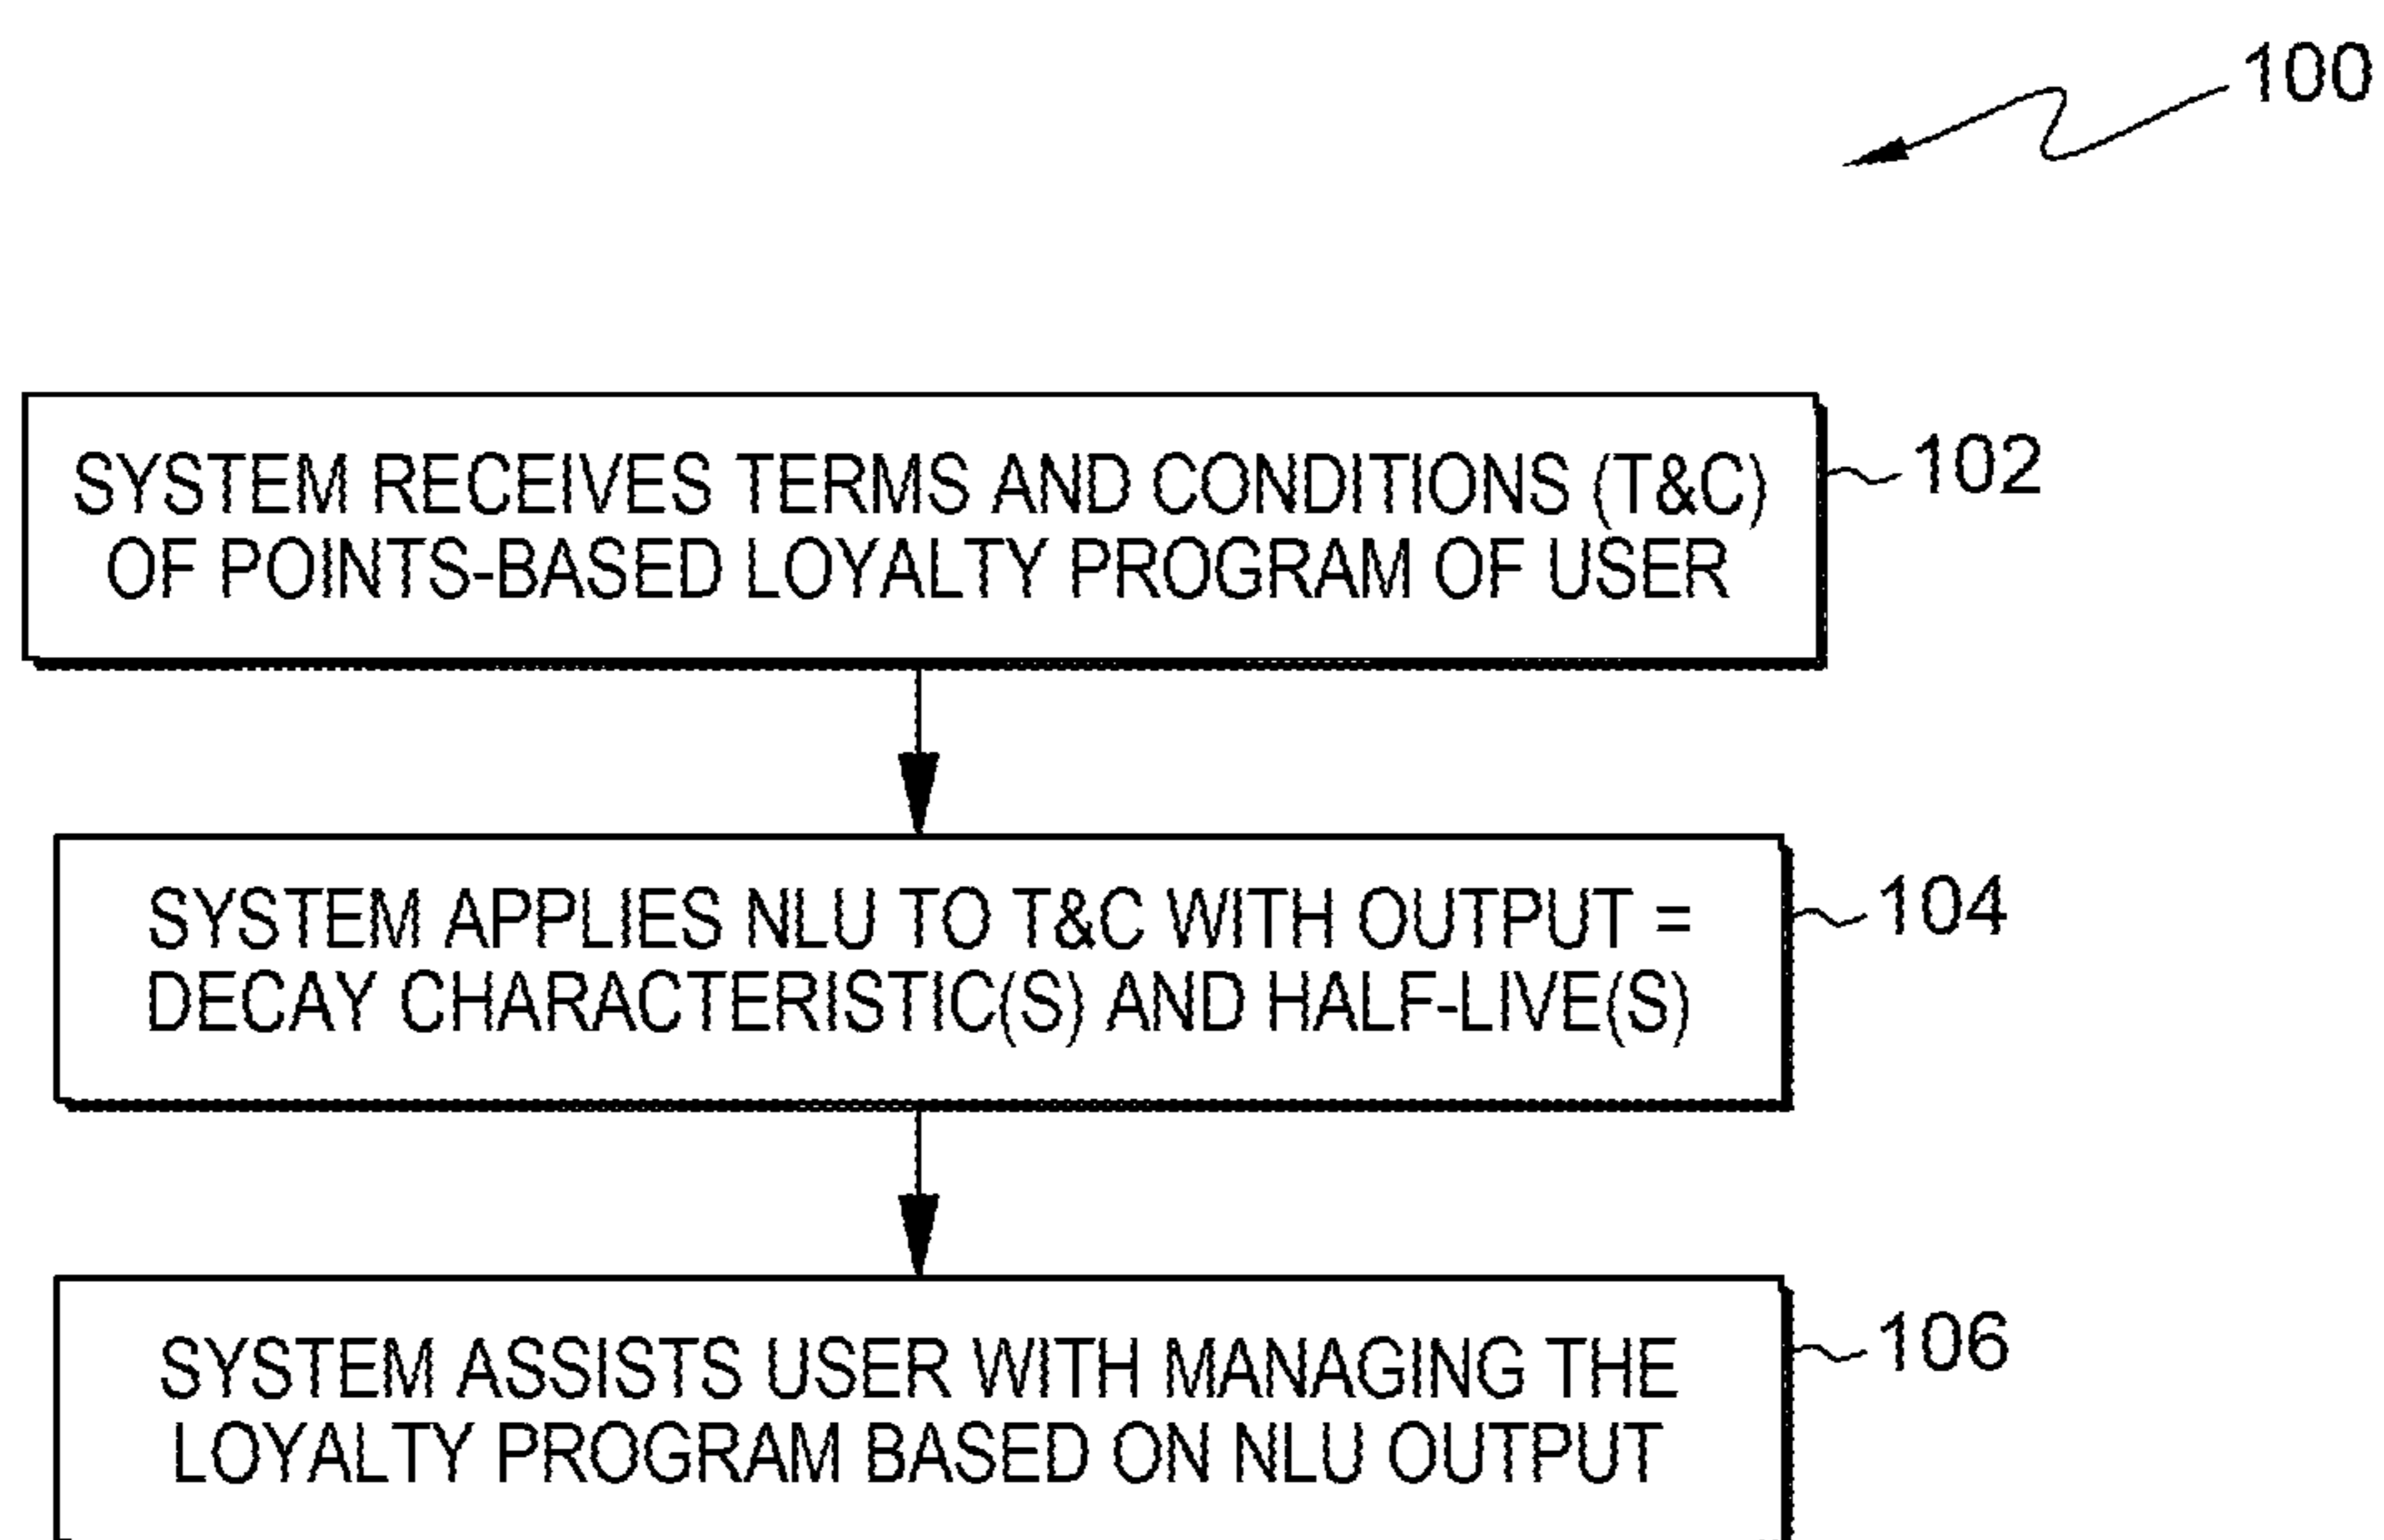 100
SYSTEM RECEIVES TERMS AND CONDITIONS (T&C)
OF POINTS-BASED LOYALTY PROGRAM OF USER
102
SYSTEM APPLIES NLU TO T&C WITH OUTPUT =
DECAY CHARACTERISTIC(S) AND HALF-LIVE(S)
104
SYSTEM ASSISTS USER WITH MANAGING THE
LOYALTY PROGRAM BASED ON NLU OUTPUT
106